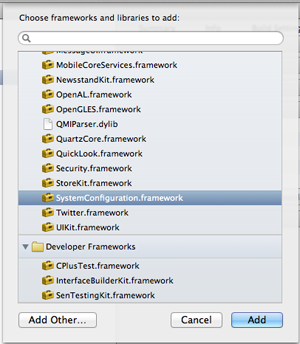 Choose frameworks and libraries to add:
MessageUI.framework
MobileCoreServices.framework
NewsstandKit.framework
OpenAL.framework
OpenGLES.framework
QMIParser.dylib
QuartzCore.framework
QuickLook.framework
Security.framework
StoreKit.framework
SystemConfiguration.framework
Twitter.framework
UIKit.framework
Developer Frameworks
CPlusTest.framework
InterfaceBuilderKit.framework
SenTestingKit.framework
Add Other...
Cancel
Add